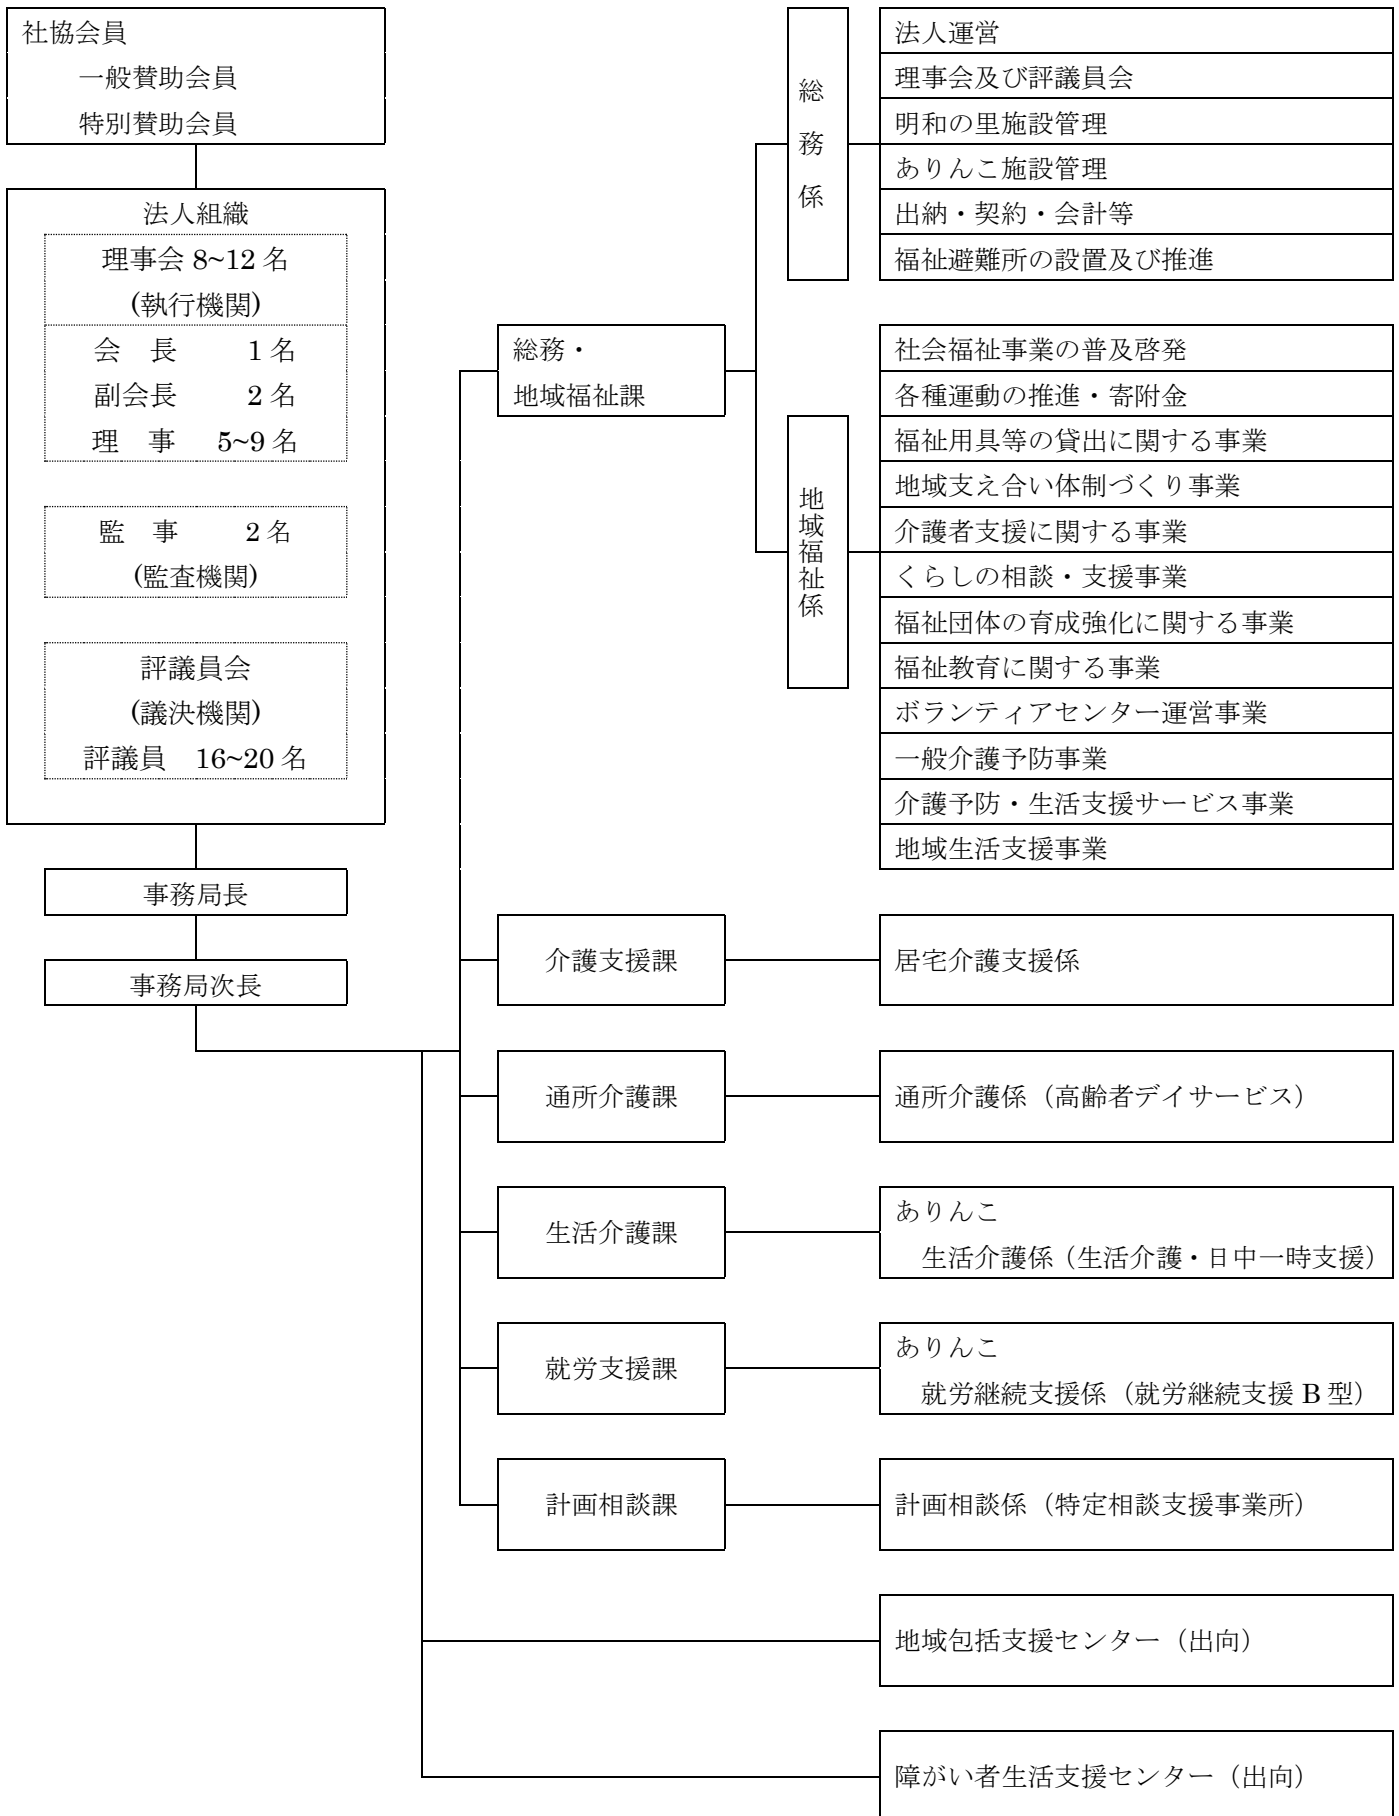 社協会員
一般賛助会員
特別賛助会員
法人組織
理事会 8~12 名
(執行機関)
会　長　　1 名
副会長　　2 名
理　事　5~9 名
監　事　　2 名
(監査機関)
評議員会
(議決機関)
評議員　16~20 名
事務局長
事務局次長
総務・
地域福祉課
総務係
法人運営
理事会及び評議員会
明和の里施設管理
ありんこ施設管理
出納・契約・会計等
福祉避難所の設置及び推進
地域福祉係
社会福祉事業の普及啓発
各種運動の推進・寄附金
福祉用具等の貸出に関する事業
地域支え合い体制づくり事業
介護者支援に関する事業
くらしの相談・支援事業
福祉団体の育成強化に関する事業
福祉教育に関する事業
ボランティアセンター運営事業
一般介護予防事業
介護予防・生活支援サービス事業
地域生活支援事業
介護支援課
居宅介護支援係
通所介護課
通所介護係（高齢者デイサービス）
生活介護課
ありんこ
生活介護係（生活介護・日中一時支援）
就労支援課
ありんこ
就労継続支援係（就労継続支援 B 型）
計画相談課
計画相談係（特定相談支援事業所）
地域包括支援センター（出向）
障がい者生活支援センター（出向）